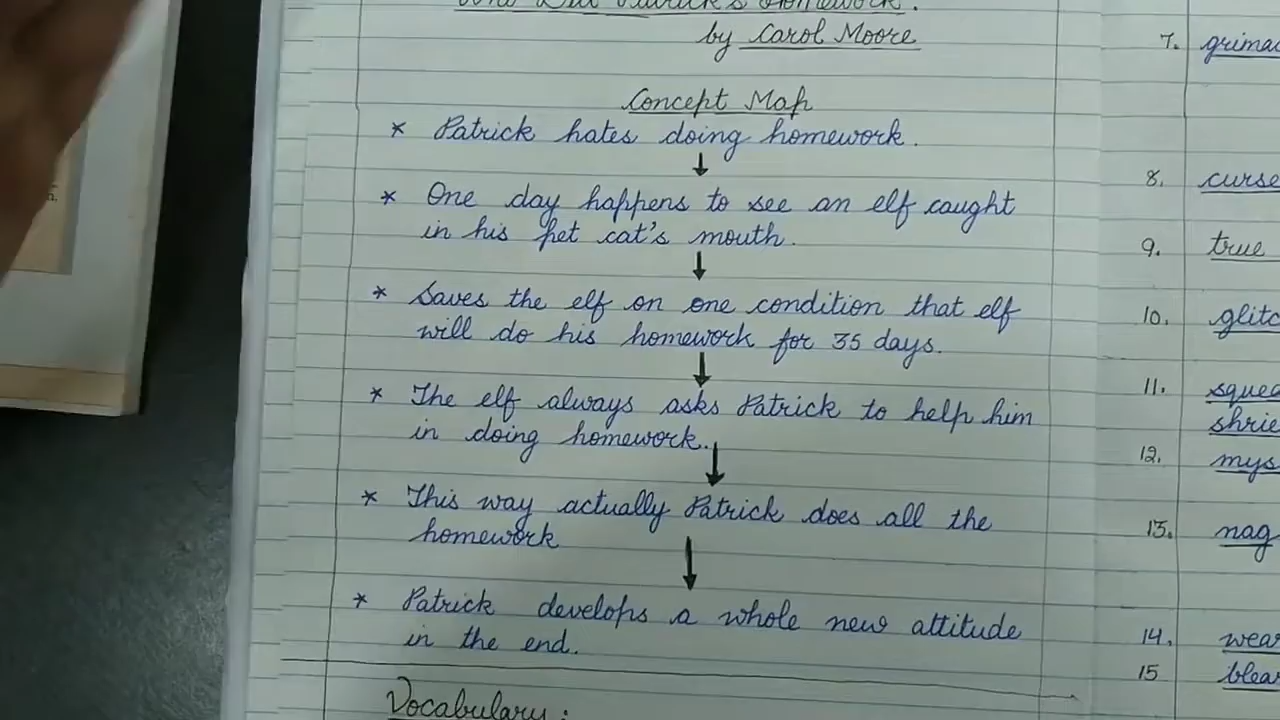 Who Did Patrick's Homework.
by Carol Moore
Concept Map
* Patrick hates doing homework.
* One day happens to see an elf caught
in his pet cat's mouth.
* Saves the elf on one condition that elf
will do his homework for 35 days.
* The elf always asks Patrick to help him
in doing homework.
* This way actually Patrick does all the
homework
* Patrick develops a whole new attitude
in the end.
Vocabulary:
7.
8. curse
9. true
10.
11.
12.
13. nag
14.
15